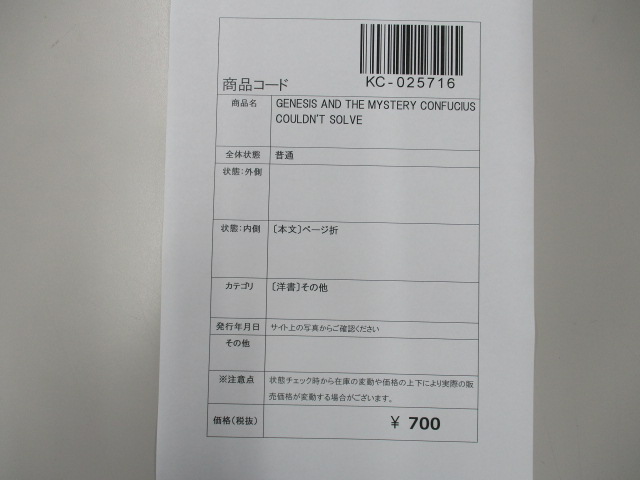 商品コード
KC-025716
商品名
GENESIS AND THE MYSTERY CONFUCIUS
COULDN'T SOLVE
全体状態
普通
状態:外側
状態:内側
〔本文〕ページ折
カテゴリ
〔洋書〕その他
発行年月日
サイト上の写真からご確認ください
その他
※注意点
状態チェック時から在庫の変動や価格の上下により実際の販
売価格が変動する場合がございます。
価格(税抜)
¥ 700